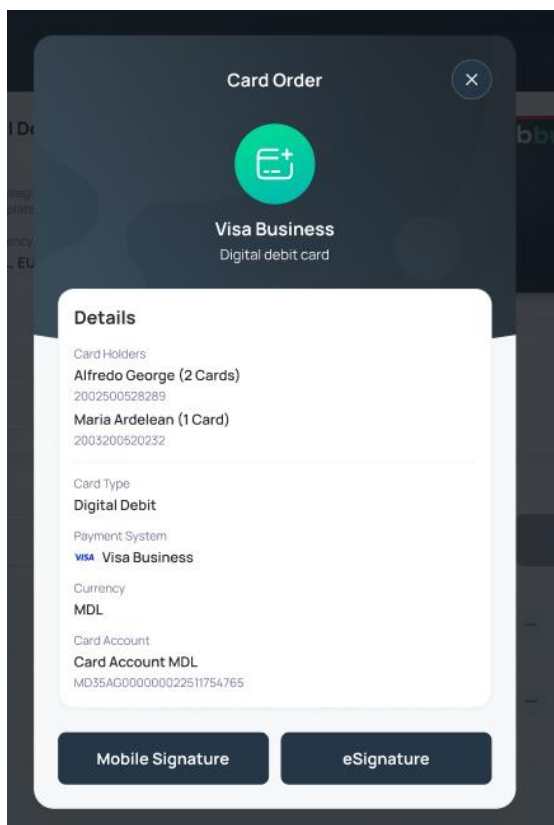 Card Order
Visa Business
Digital debit card
Details
Card Holders
Alfredo George (2 Cards)
2002500528289
Maria Ardelean (1 Card)
2003200520232
Card Type
Digital Debit
Payment System
VISA Visa Business
Currency
MDL
Card Account
Card Account MDL
MD35AG000000022511754765
Mobile Signature
eSignature